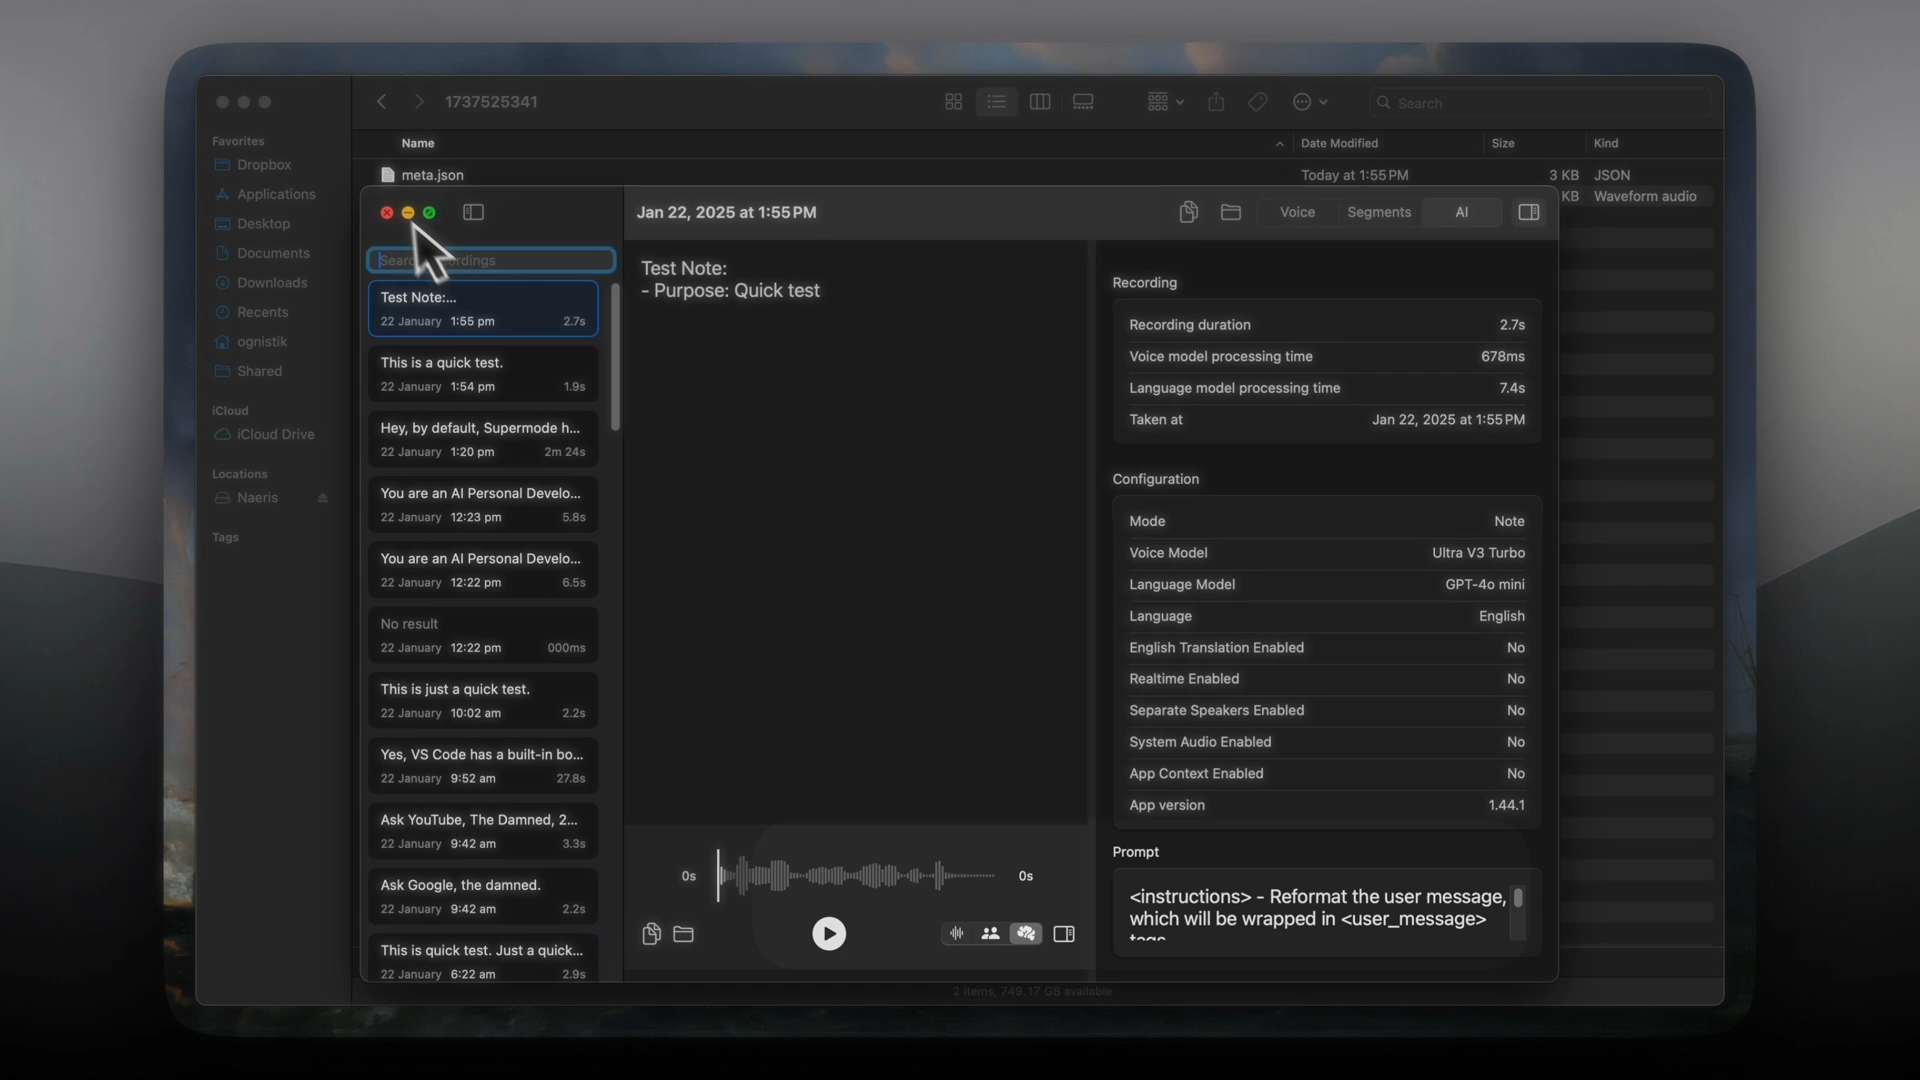 1737525341
Search
Favorites
Dropbox
Applications
Desktop
Documents
Downloads
Recents
ognistik
Shared
iCloud
iCloud Drive
Locations
Naeris
Tags
Name
Date Modified
Size
Kind
meta.json
Today at 1:55 PM
3 KB
JSON
KB
Waveform audio
Jan 22, 2025 at 1:55 PM
Voice
Segments
AI
Test Note:...
22 January 1:55 pm 2.7s
This is a quick test.
22 January 1:54 pm 1.9s
Hey, by default, Supermode h...
22 January 1:20 pm 2m 24s
You are an AI Personal Develo...
22 January 12:23 pm 5.8s
You are an AI Personal Develo...
22 January 12:22 pm 6.5s
No result
22 January 12:22 pm 000ms
This is just a quick test.
22 January 10:02 am 2.2s
Yes, VS Code has a built-in bo...
22 January 9:52 am 27.8s
Ask YouTube, The Damned, 2...
22 January 9:42 am 3.3s
Ask Google, the damned.
22 January 9:42 am 2.2s
This is quick test. Just a quick...
22 January 6:22 am 2.9s
Test Note:
- Purpose: Quick test
0s
0s
Recording
Recording duration 2.7s
Voice model processing time 678ms
Language model processing time 7.4s
Taken at Jan 22, 2025 at 1:55 PM
Configuration
Mode Note
Voice Model Ultra V3 Turbo
Language Model GPT-4o mini
Language English
English Translation Enabled No
Realtime Enabled No
Separate Speakers Enabled No
System Audio Enabled No
App Context Enabled No
App version 1.44.1
Prompt
<instructions> - Reformat the user message,
which will be wrapped in <user_message>
tags
2 items, 749.17 GB available